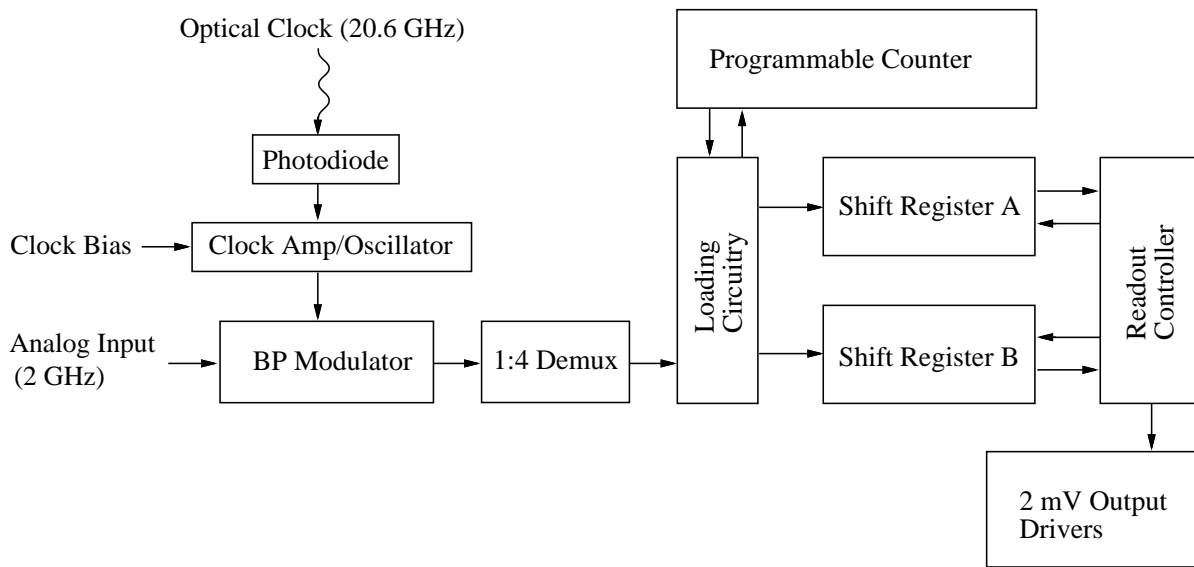 Optical Clock (20.6 GHz)
Programmable Counter
Photodiode
Clock Bias
Clock Amp/Oscillator
Loading
Circuitry
Shift Register A
Readout
Controller
Analog Input
(2 GHz)
BP Modulator
1:4 Demux
Shift Register B
2 mV Output
Drivers